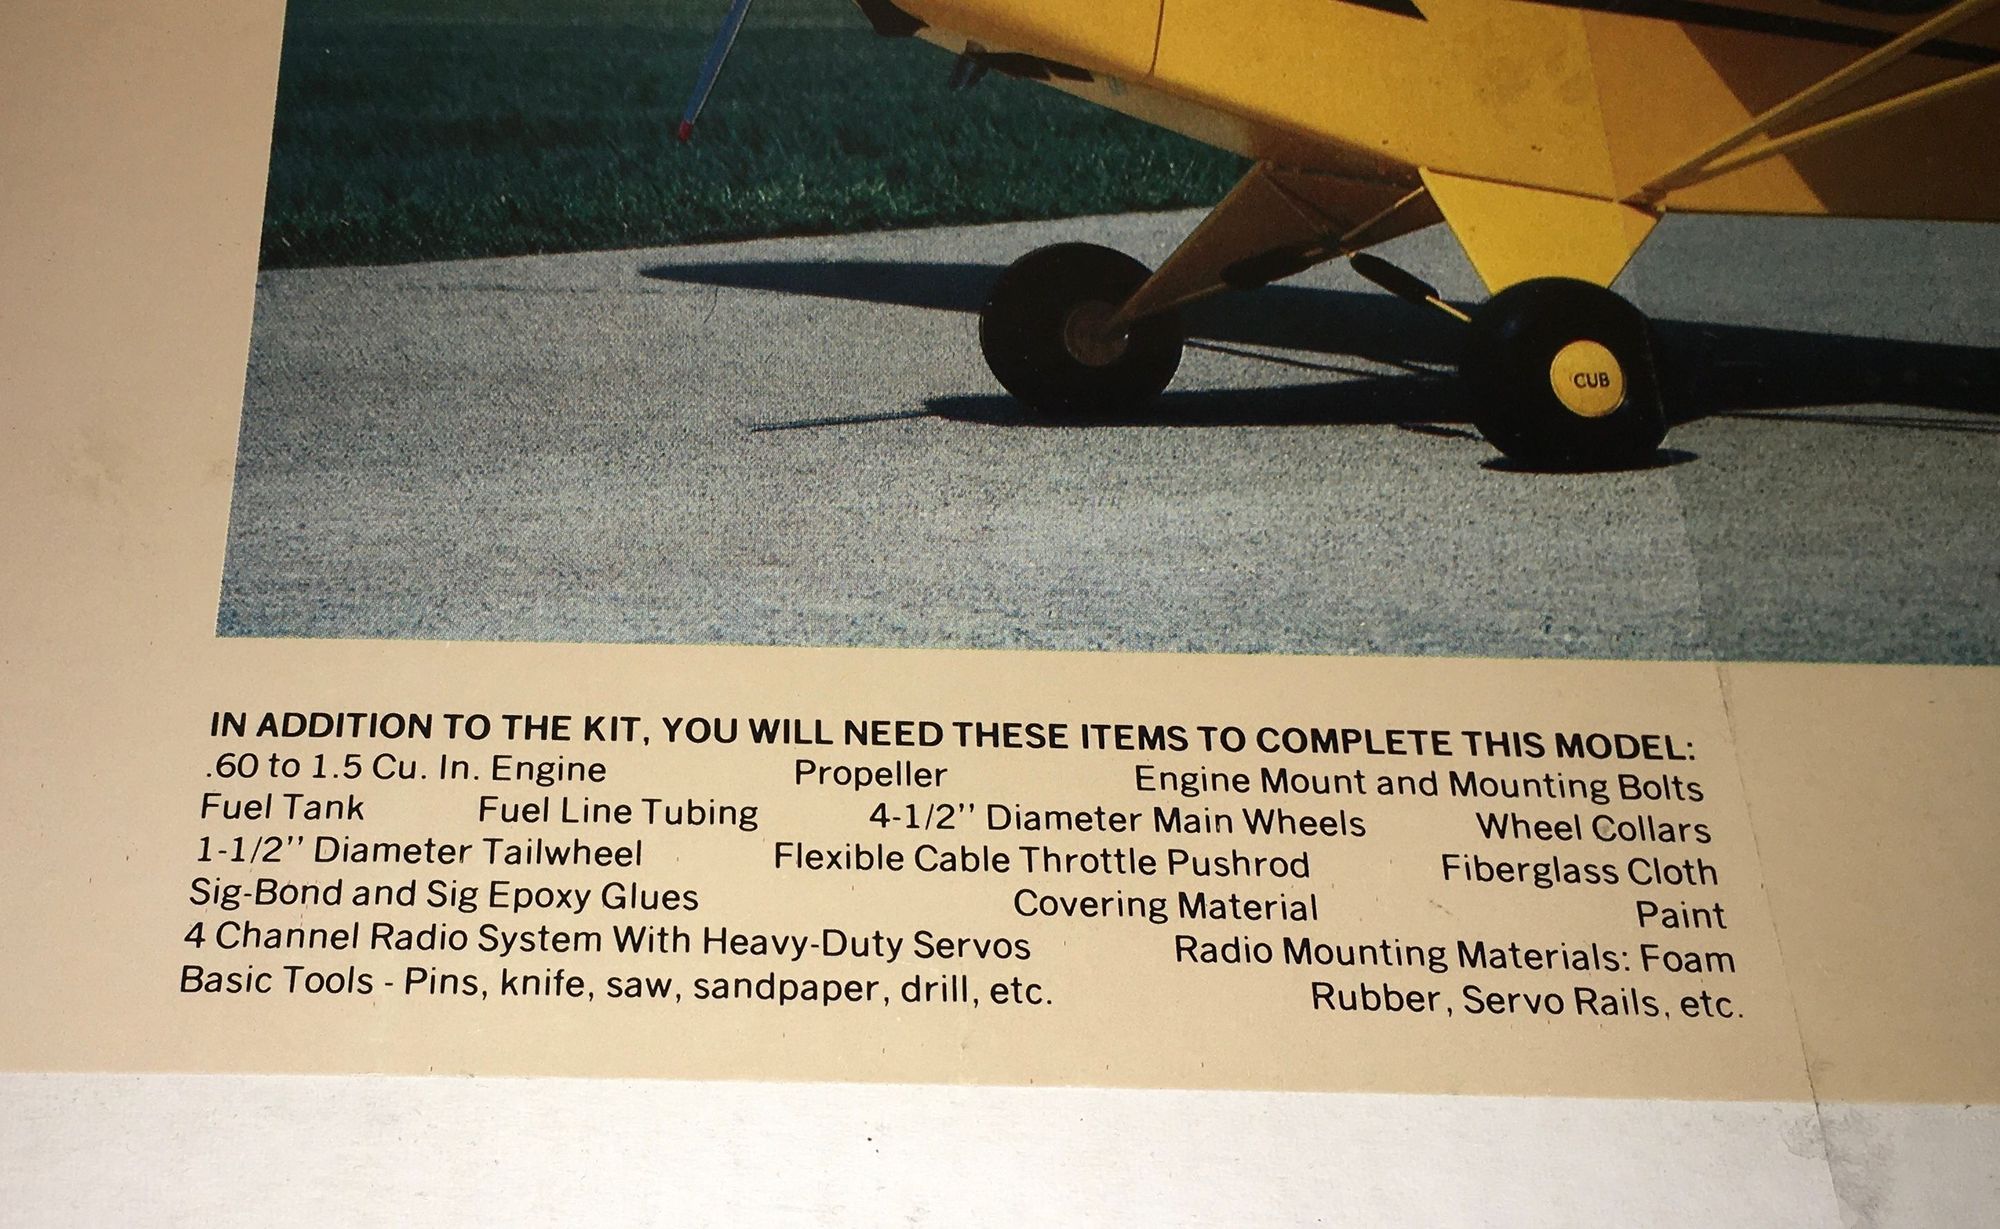 CUB
IN ADDITION TO THE KIT, YOU WILL NEED THESE ITEMS TO COMPLETE THIS MODEL:
.60 to 1.5 Cu. In. Engine Propeller Engine Mount and Mounting Bolts
Fuel Tank Fuel Line Tubing 4-1/2'' Diameter Main Wheels Wheel Collars
1-1/2'' Diameter Tailwheel Flexible Cable Throttle Pushrod Fiberglass Cloth
Sig-Bond and Sig Epoxy Glues Covering Material Paint
4 Channel Radio System With Heavy-Duty Servos Radio Mounting Materials: Foam
Basic Tools - Pins, knife, saw, sandpaper, drill, etc. Rubber, Servo Rails, etc.